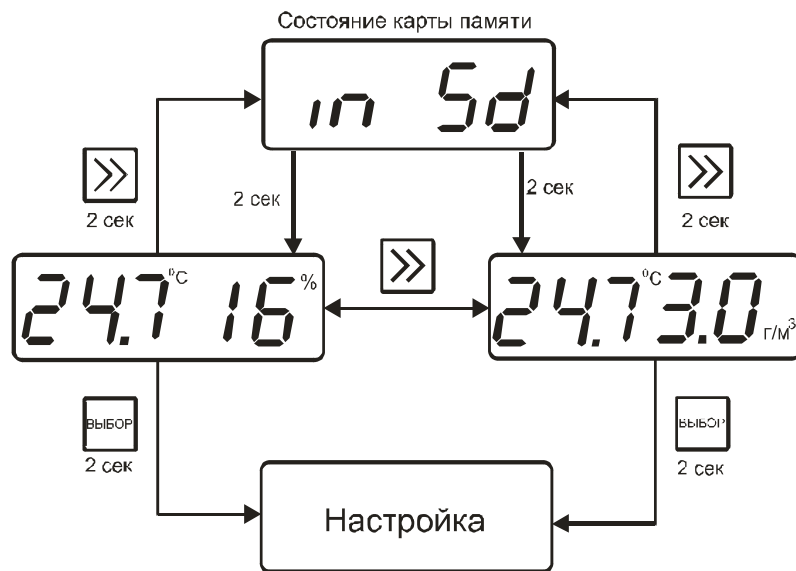 Состояние карты памяти
in Sd
2 сек
2 сек
2 сек
2 сек
24.7 °C 16 %
24.7 °C 3.0 г/м³
ВЫБОР
2 сек
ВЫБОР
2 сек
Настройка